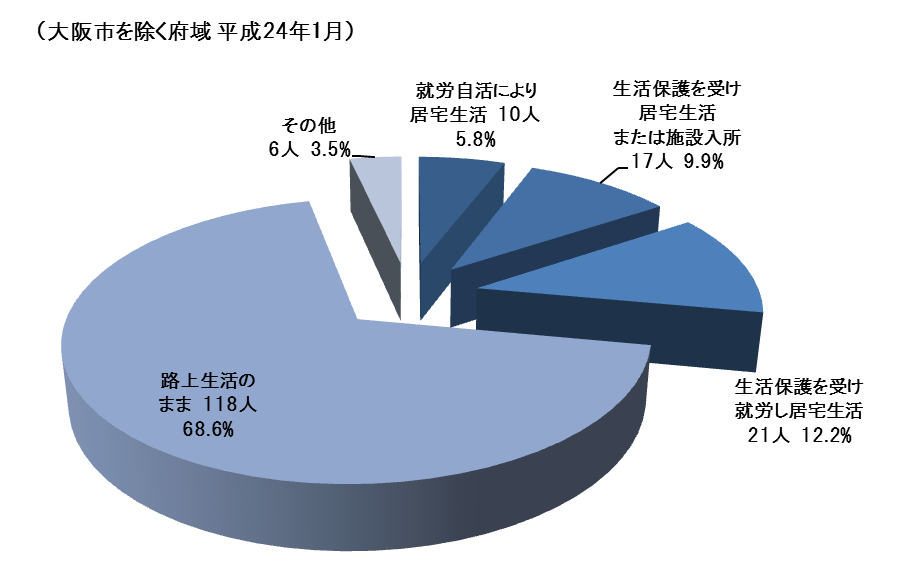 （大阪市を除く府域 平成24年1月）
就労自活により
居宅生活 10人
5.8%
生活保護を受け
居宅生活
または施設入所
17人 9.9%
その他
6人 3.5%
路上生活の
まま 118人
68.6%
生活保護を受け
就労し居宅生活
21人 12.2%